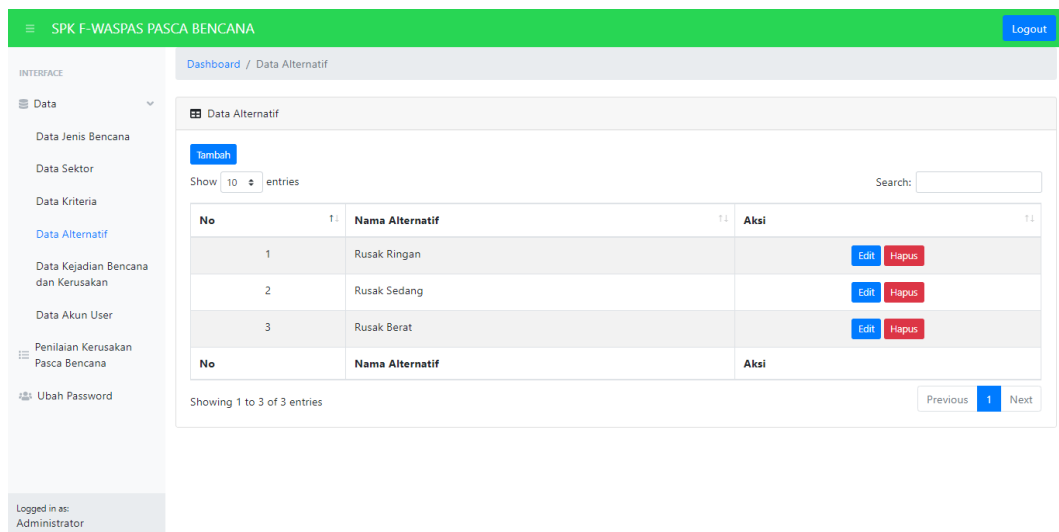 SPK F-WASPAS PASCA BENCANA
Logout
INTERFACE
Data
Data Jenis Bencana
Data Sektor
Data Kriteria
Data Alternatif
Data Kejadian Bencana
dan Kerusakan
Data Akun User
Penilaian Kerusakan
Pasca Bencana
Ubah Password
Logged in as:
Administrator
Dashboard / Data Alternatif
Data Alternatif
Tambah
Show 10 entries
Search:
No Nama Alternatif Aksi
1 Rusak Ringan Edit Hapus
2 Rusak Sedang Edit Hapus
3 Rusak Berat Edit Hapus
No Nama Alternatif Aksi
Showing 1 to 3 of 3 entries
Previous 1 Next